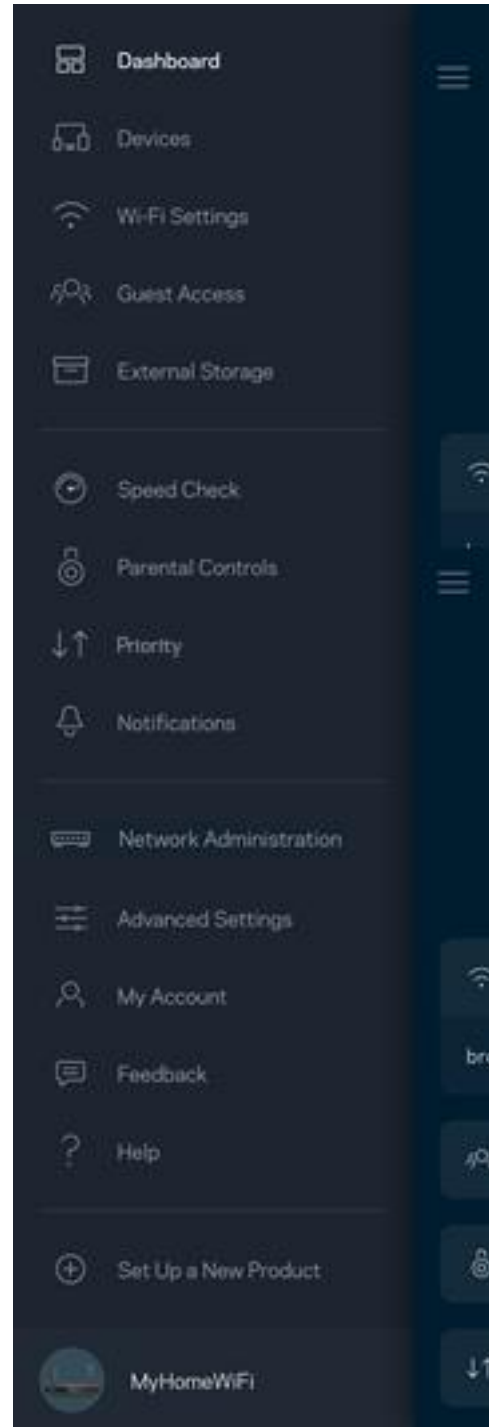 Dashboard
Devices
Wi-Fi Settings
Guest Access
External Storage
Speed Check
Parental Controls
Priority
Notifications
Network Administration
Advanced Settings
My Account
Feedback
? Help
Set Up a New Product
MyHomeWiFi